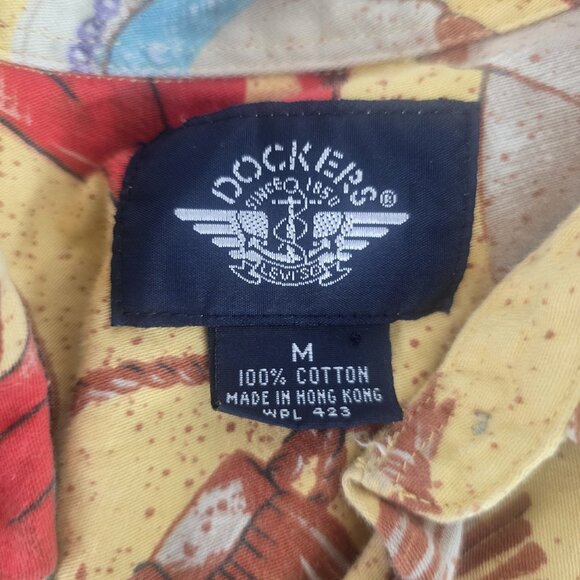 DOCKERS®
SINCE 1850
LEVI'S®
M
100% COTTON
MADE IN HONG KONG
WPL 423